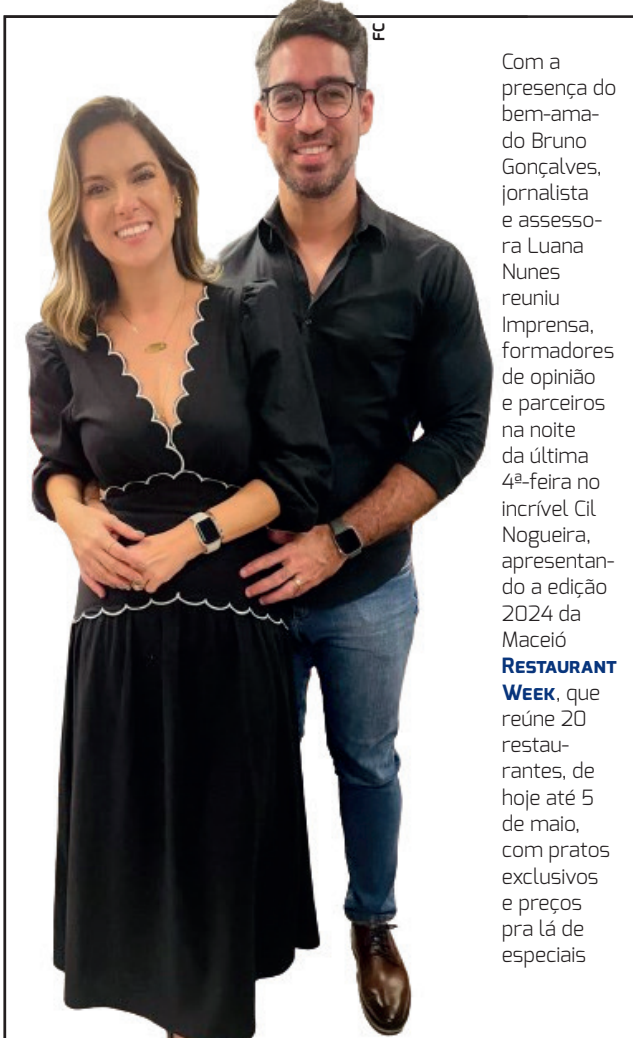 FC
Com a
presença do
bem-ama-
do Bruno
Gonçalves,
jornalista
e assesso-
ra Luana
Nunes
reuniu
Imprensa,
formadores
de opinião
e parceiros
na noite
da última
4ª-feira no
incrível Cil
Nogueira,
apresentan-
do a edição
2024 da
Maceió
RESTAURANT
WEEK, que
reúne 20
restau-
rantes, de
hoje até 5
de maio,
com pratos
exclusivos
e preços
pra lá de
especiais